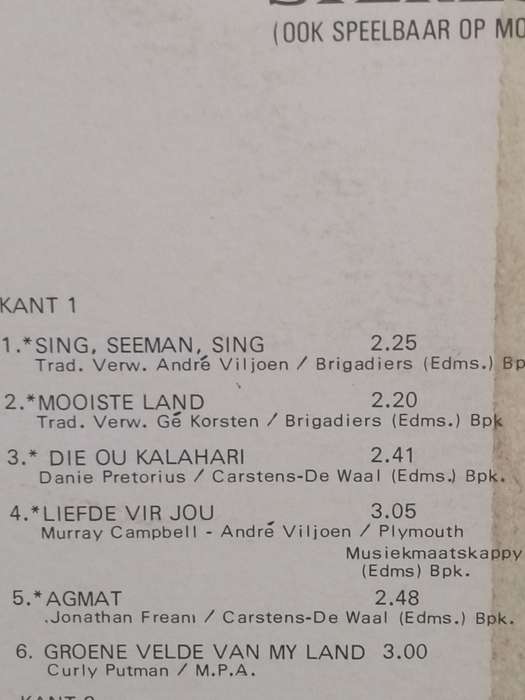 (OOK SPEELBAAR OP MO
KANT 1
1.*SING, SEEMAN, SING 2.25
Trad. Verw. André Viljoen / Brigadiers (Edms.) Bp
2.*MOOISTE LAND 2.20
Trad. Verw. Gé Korsten / Brigadiers (Edms.) Bpk
3.* DIE OU KALAHARI 2.41
Danie Pretorius / Carstens-De Waal (Edms.) Bpk.
4.*LIEFDE VIR JOU 3.05
Murray Campbell - André Viljoen / Plymouth
Musiekmaatskappy
(Edms) Bpk.
5.*AGMAT 2.48
.Jonathan Freani / Carstens-De Waal (Edms.) Bpk.
6. GROENE VELDE VAN MY LAND 3.00
Curly Putman / M.P.A.